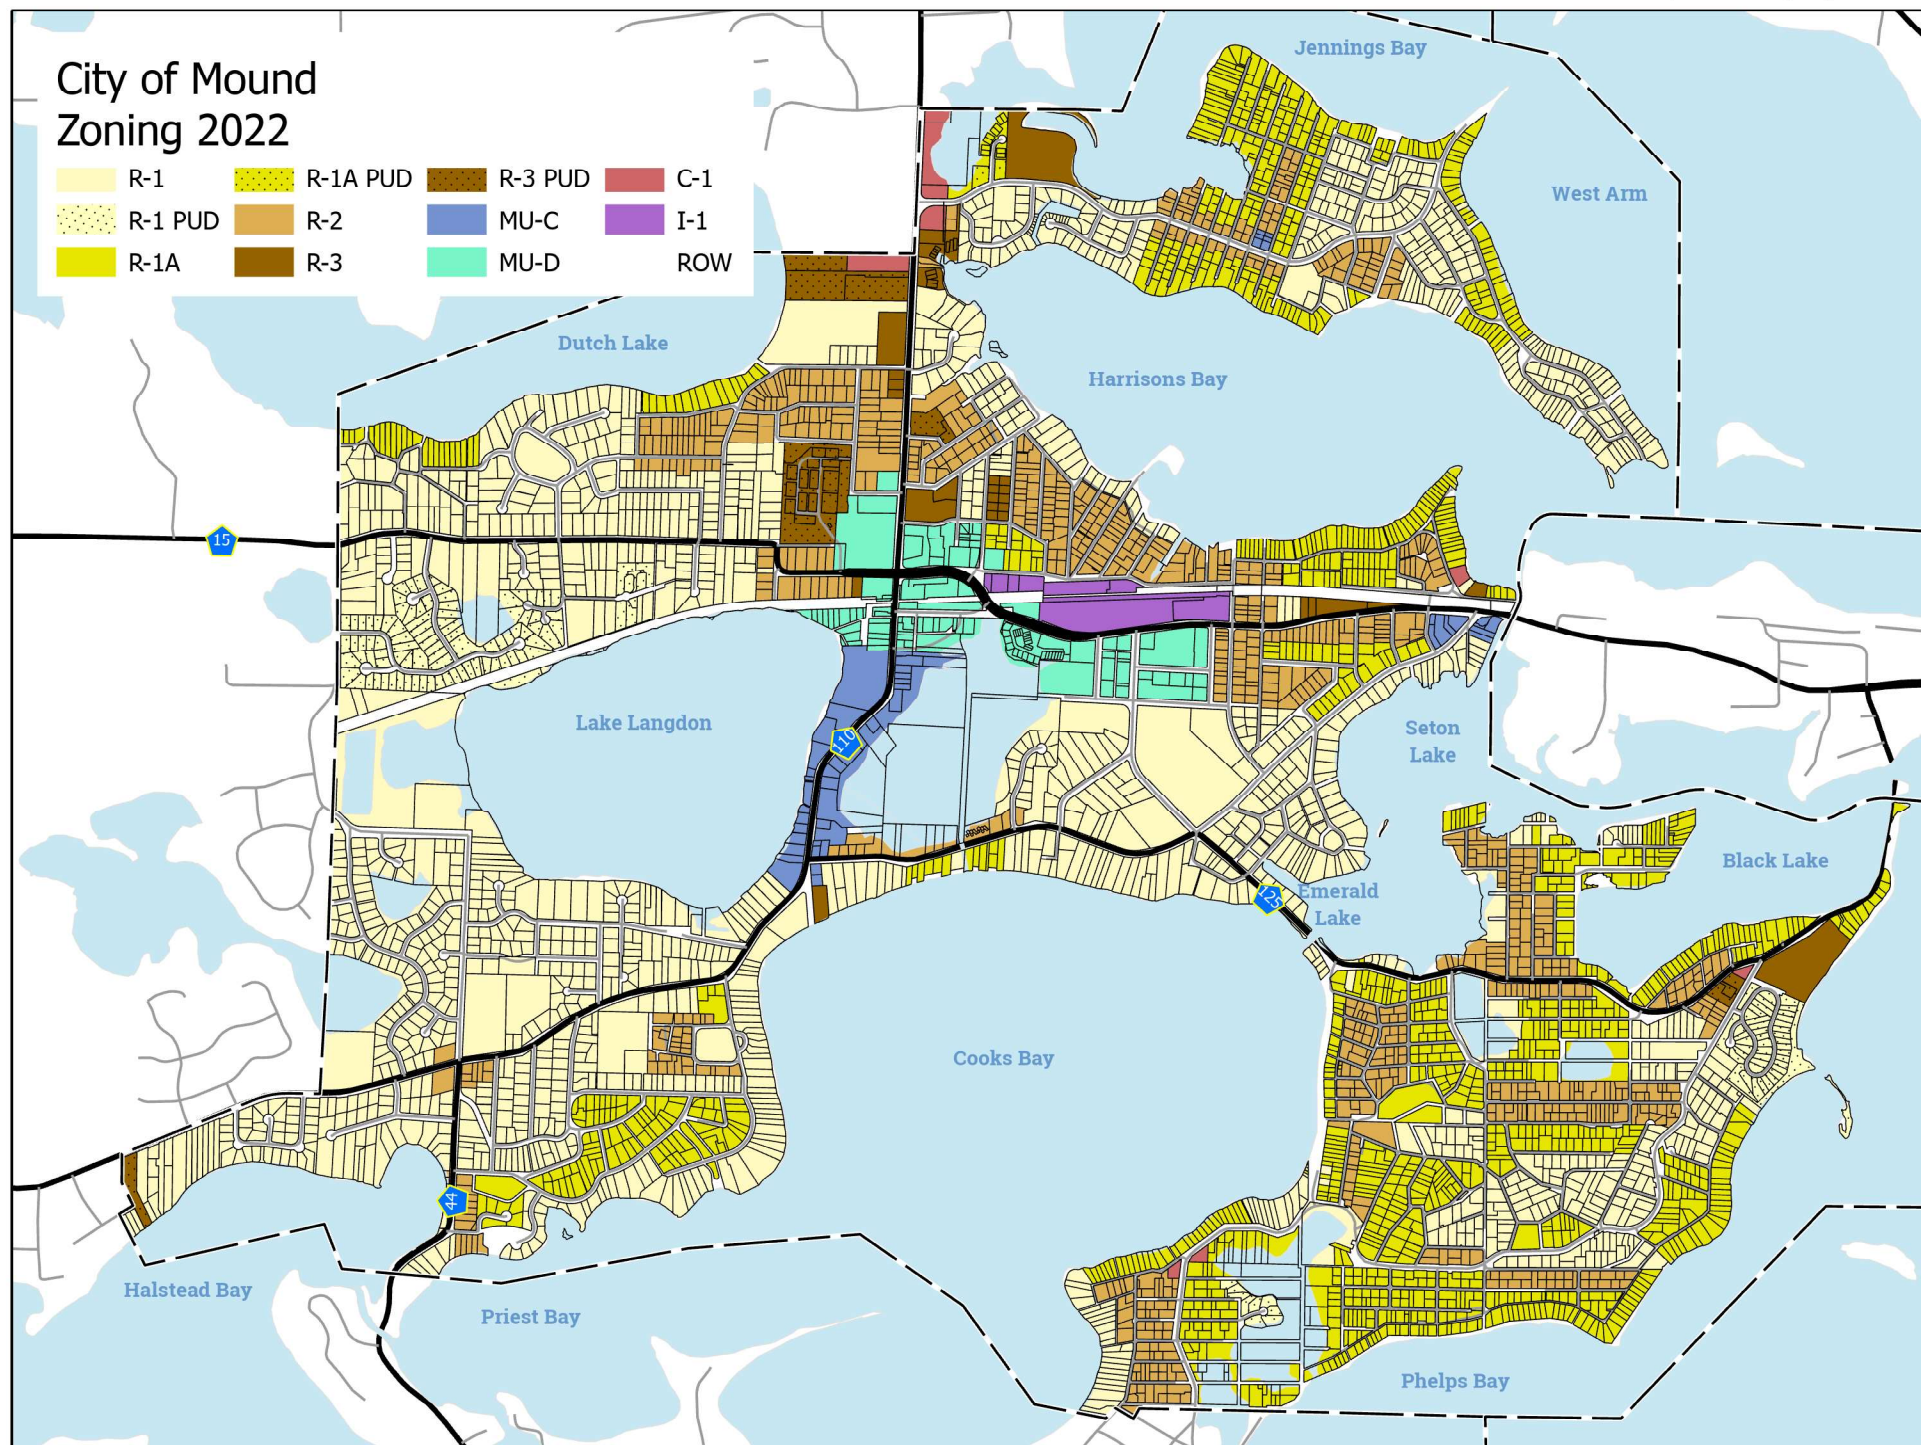 City of Mound
Zoning 2022
R-1
R-1A PUD
R-3 PUD
C-1
R-1 PUD
R-2
MU-C
I-1
R-1A
R-3
MU-D
ROW
Jennings Bay
West Arm
Dutch Lake
Harrisons Bay
15
Lake Langdon
110
Seton
Lake
Black Lake
125
Emerald
Lake
Cooks Bay
44
Halstead Bay
Priest Bay
Phelps Bay